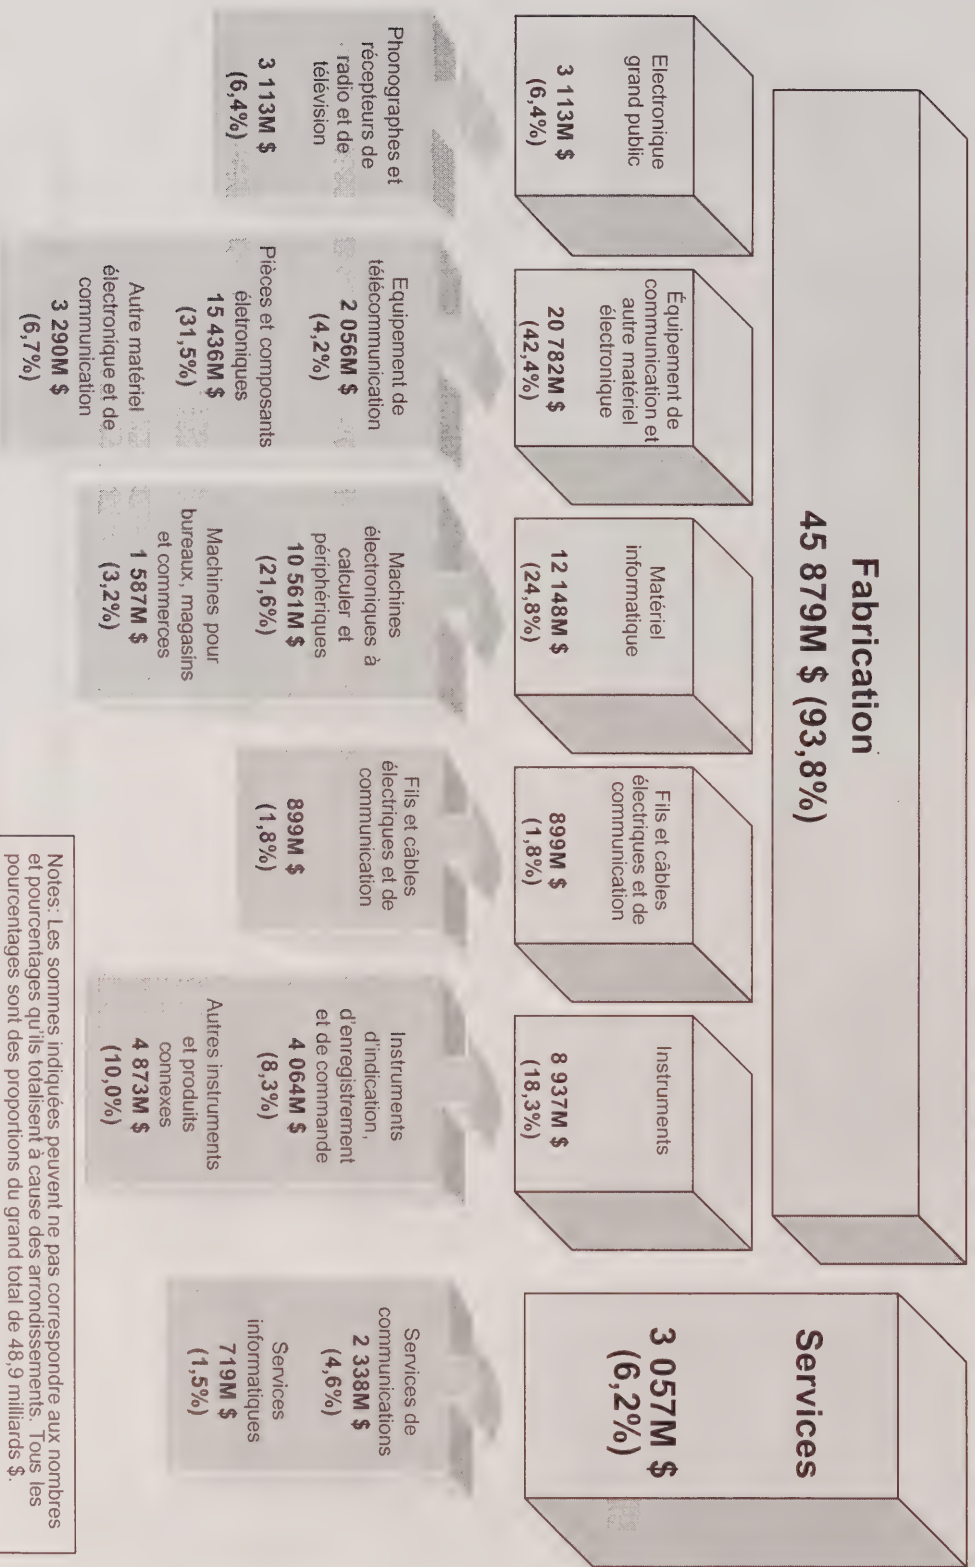 Fabrication
45 879M $ (93,8%)
Services
3 057M $
(6,2%)
Electronique
grand public
3 113M $
(6,4%)
Équipement de
communication et
autre matériel
électronique
20 782M $
(42,4%)
Matériel
informatique
12 148M $
(24,8%)
Fils et câbles
électriques et de
communication
899M $
(1,8%)
Instruments
8 937M $
(18,3%)
Phonographes et
récepteurs de
radio et de
télévision
3 113M $
(6,4%)
Equipement de
télécommunication
2 056M $
(4,2%)
Pièces et composants
életroniques
15 436M $
(31,5%)
Autre matériel
électronique et de
communication
3 290M $
(6,7%)
Machines
électroniques à
calculer et
périphériques
10 561M $
(21,6%)
Machines pour
bureaux, magasins
et commerces
1 587M $
(3,2%)
Fils et câbles
électriques et de
communication
899M $
(1,8%)
Instruments
d'indication,
d'enregistrement
et de commande
4 064M $
(8,3%)
Autres instruments
et produits
connexes
4 873M $
(10,0%)
Services de
communications
2 338M $
(4,6%)
Services
informatiques
719M $
(1,5%)
Notes: Les sommes indiquées peuvent ne pas correspondre aux nombres
et pourcentages qu'ils totalisent à cause des arrondissements. Tous les
pourcentages sont des proportions du grand total de 48,9 milliards $.